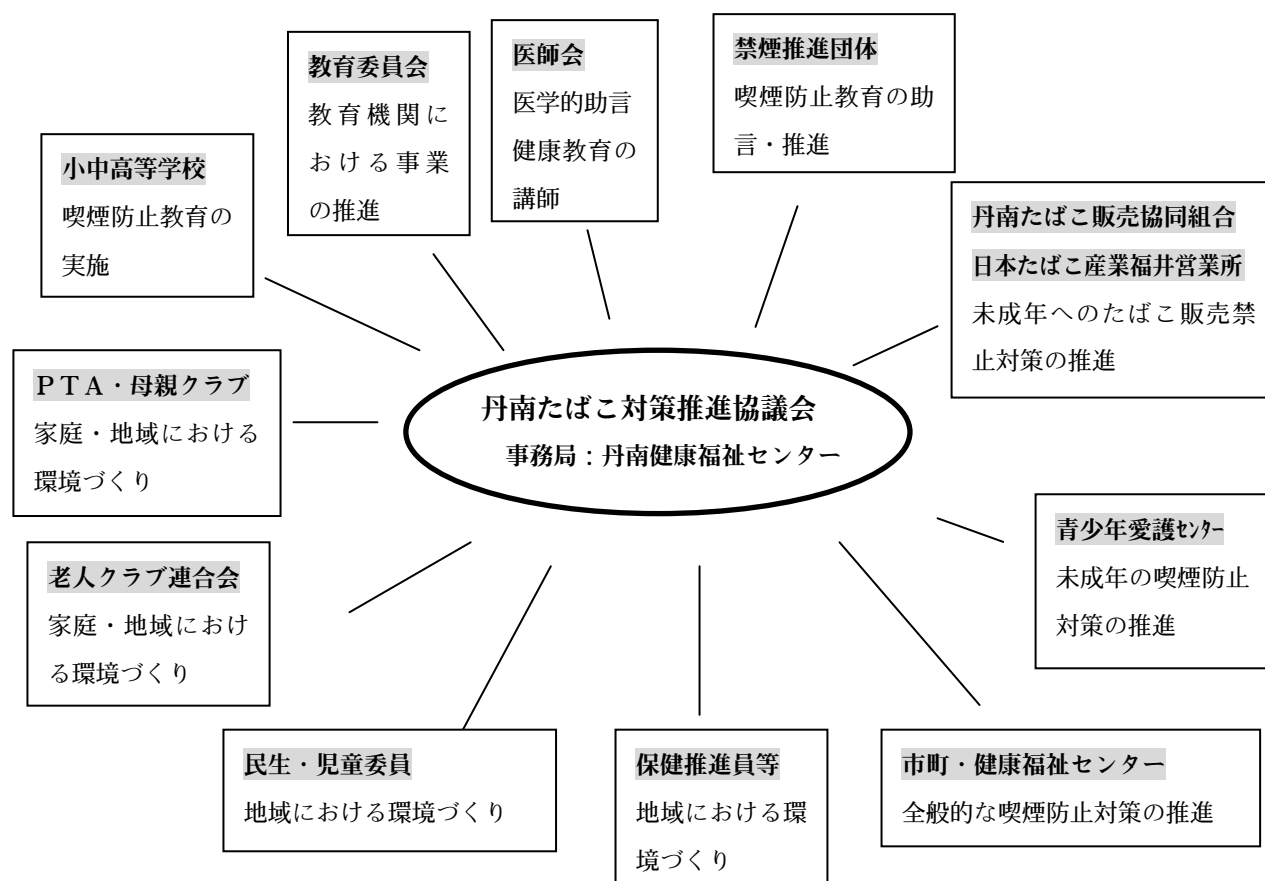 教育委員会
教育機関に
おける事業
の推進
医師会
医学的助言
健康教育の
講師
禁煙推進団体
喫煙防止教育の助
言・推進
小中高等学校
喫煙防止教育の
実施
丹南たばこ販売協同組合
日本たばこ産業福井営業所
未成年へのたばこ販売禁
止対策の推進
ＰＴＡ・母親クラブ
家庭・地域における
環境づくり
丹南たばこ対策推進協議会
事務局：丹南健康福祉センター
青少年愛護ｾﾝﾀｰ
未成年の喫煙防止
対策の推進
老人クラブ連合会
家庭・地域におけ
る環境づくり
民生・児童委員
地域における環境づくり
保健推進員等
地域における環
境づくり
市町・健康福祉センター
全般的な喫煙防止対策の推進